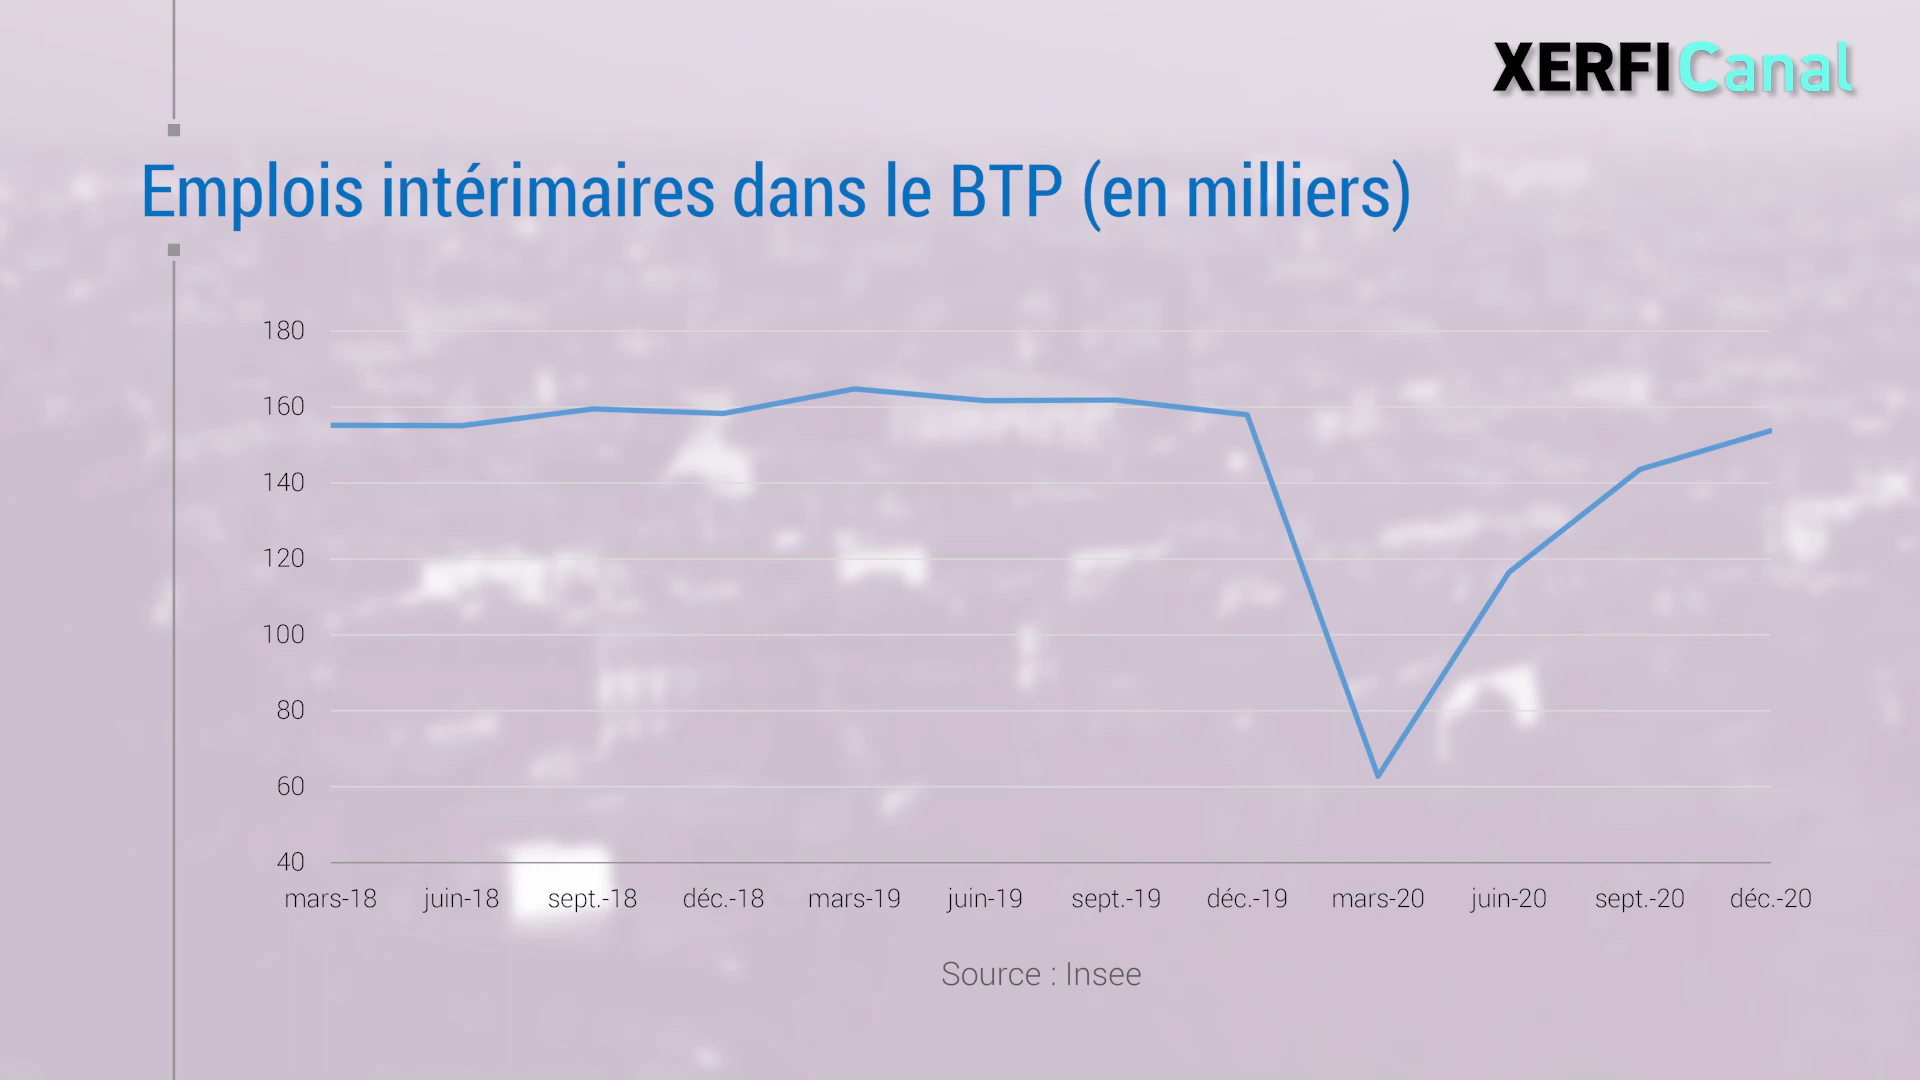 XERFI Canal
Emplois intérimaires dans le BTP (en milliers)
180
160
140
120
100
80
60
40
mars-18 juin-18 sept.-18 déc.-18 mars-19 juin-19 sept.-19 déc.-19 mars-20 juin-20 sept.-20 déc.-20
Source : Insee